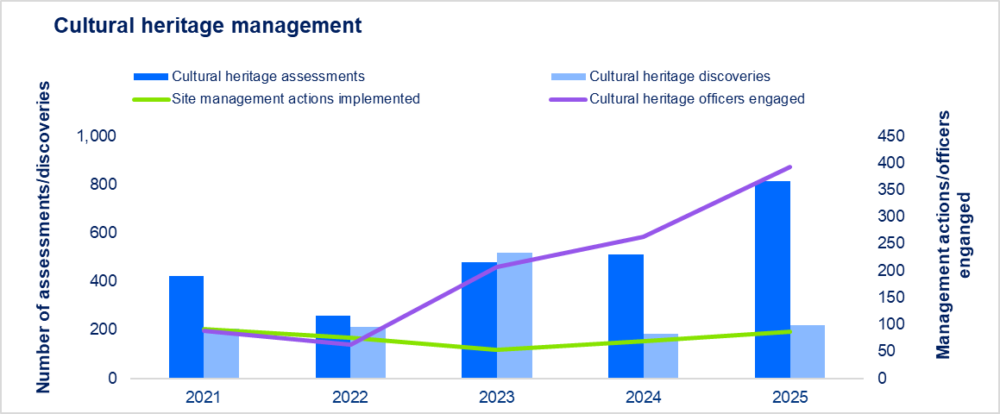 Cultural heritage management
Cultural heritage assessments
Cultural heritage discoveries
Site management actions implemented
Cultural heritage officers engaged
Number of assessments/discoveries
1,000
800
600
400
200
0
450
400
350
300
250
200
150
100
50
0
Management actions/officers
enganged
2021
2022
2023
2024
2025